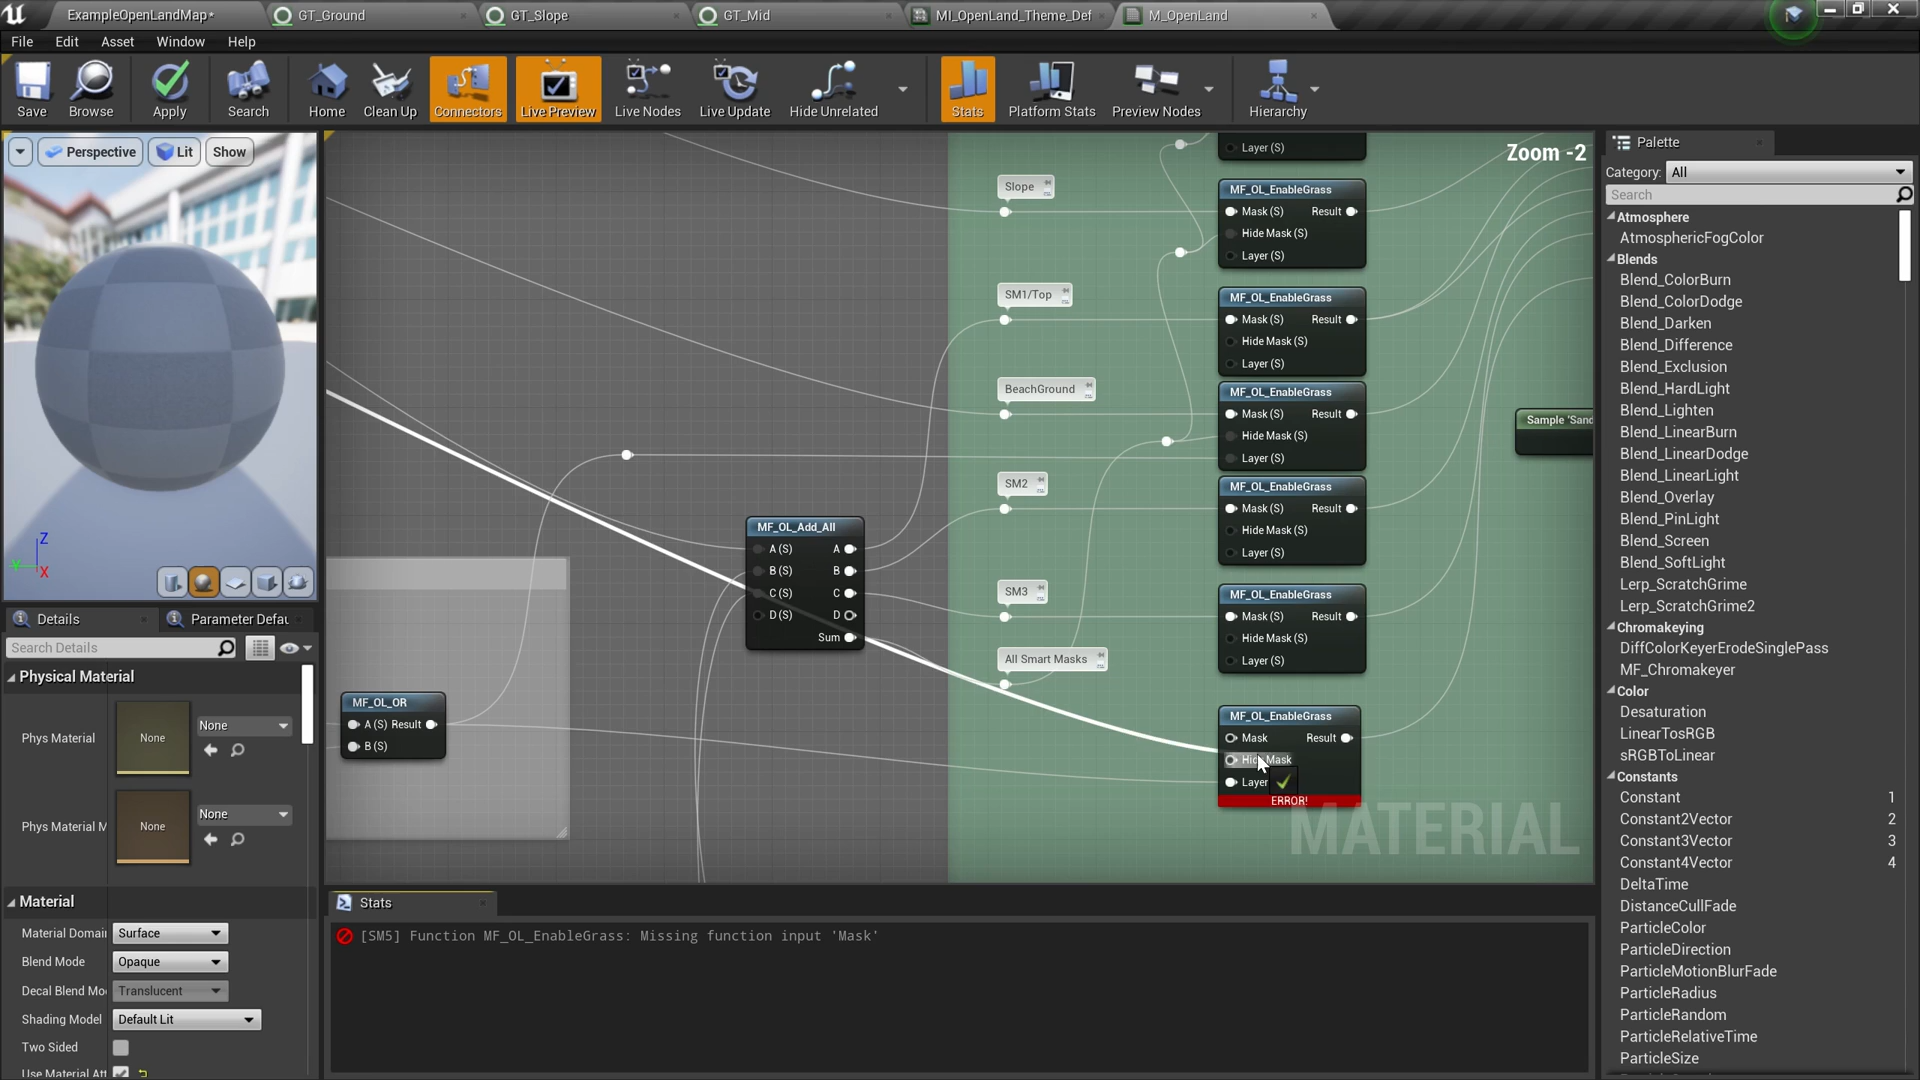 ExampleOpenLandMap*
GT_Ground
GT_Slope
GT_Mid
MI_OpenLand_Theme_Def
M_OpenLand
File Edit Asset Window Help
Save Browse Apply Search Home Clean Up Connectors Live Preview Live Nodes Live Update Hide Unrelated Stats Platform Stats Preview Nodes Hierarchy
Perspective Lit Show
Z
X
Details
Parameter Defau
Search Details
Physical Material
Phys Material
None
None
Phys Material M
None
None
Material
Material Domai
Surface
Blend Mode
Opaque
Decal Blend Mo
Translucent
Shading Model
Default Lit
Two Sided
Use Material Att
Zoom -2
MF_OL_OR
A (S) Result
B (S)
MF_OL_Add_All
A (S) A
B (S) B
C (S) C
D (S) D
Sum
Slope
SM1/Top
BeachGround
SM2
SM3
All Smart Masks
Layer (S)
MF_OL_EnableGrass
Mask (S) Result
Hide Mask (S)
Layer (S)
MF_OL_EnableGrass
Mask (S) Result
Hide Mask (S)
Layer (S)
MF_OL_EnableGrass
Mask (S) Result
Hide Mask (S)
Layer (S)
MF_OL_EnableGrass
Mask (S) Result
Hide Mask (S)
Layer (S)
MF_OL_EnableGrass
Mask (S) Result
Hide Mask (S)
Layer (S)
MF_OL_EnableGrass
Mask Result
Mask
Layer
ERROR!
Sample 'Sand
MATERIAL
Stats
[SM5] Function MF_OL_EnableGrass: Missing function input 'Mask'
Palette
Category: All
Search
Atmosphere
AtmosphericFogColor
Blends
Blend_ColorBurn
Blend_ColorDodge
Blend_Darken
Blend_Difference
Blend_Exclusion
Blend_HardLight
Blend_Lighten
Blend_LinearBurn
Blend_LinearDodge
Blend_LinearLight
Blend_Overlay
Blend_PinLight
Blend_Screen
Blend_SoftLight
Lerp_ScratchGrime
Lerp_ScratchGrime2
Chromakeying
DiffColorKeyerErodeSinglePass
MF_Chromakeyer
Color
Desaturation
LinearTosRGB
sRGBToLinear
Constants
Constant 1
Constant2Vector 2
Constant3Vector 3
Constant4Vector 4
DeltaTime
DistanceCullFade
ParticleColor
ParticleDirection
ParticleMotionBlurFade
ParticleRadius
ParticleRandom
ParticleRelativeTime
ParticleSize